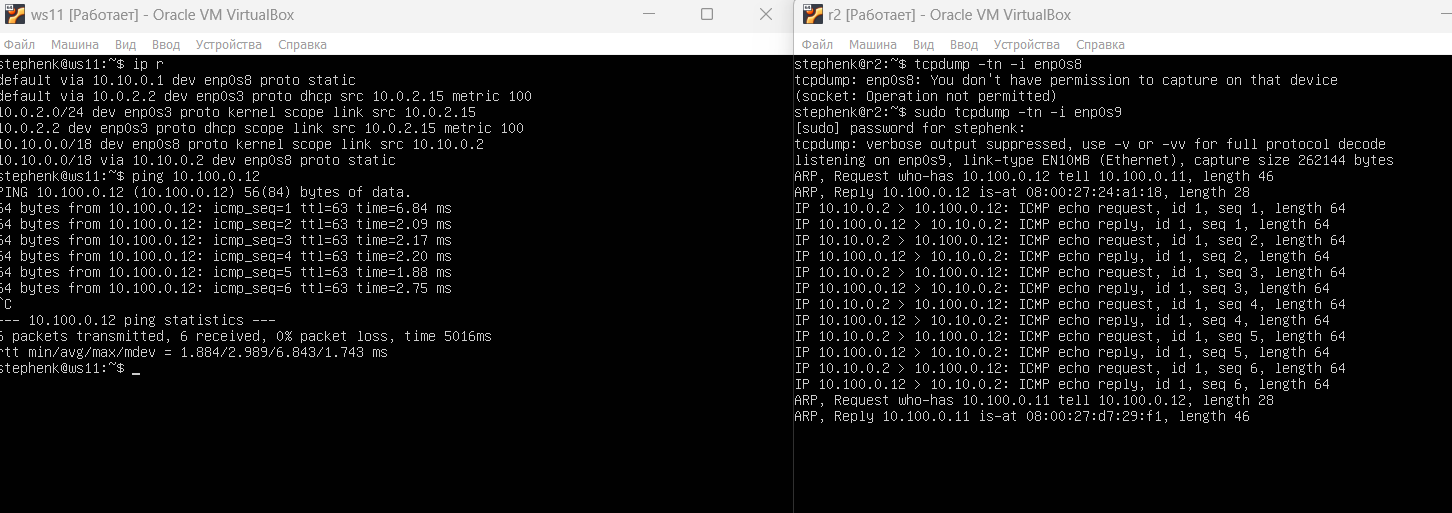 ws11 [Работает] - Oracle VM VirtualBox
Файл Машина Вид Ввод Устройства Справка
stephenk@ws11:~$ ip r
default via 10.10.0.1 dev enp0s8 proto static
default via 10.0.2.2 dev enp0s3 proto dhcp src 10.0.2.15 metric 100
10.0.2.0/24 dev enp0s3 proto kernel scope link src 10.0.2.15
10.0.2.2 dev enp0s3 proto dhcp scope link src 10.0.2.15 metric 100
10.10.0.0/18 dev enp0s8 proto kernel scope link src 10.10.0.2
10.100.0.0/18 via 10.10.0.2 dev enp0s8 proto static
stephenk@ws11:~$ ping 10.100.0.12
PING 10.100.0.12 (10.100.0.12) 56(84) bytes of data.
64 bytes from 10.100.0.12: icmp_seq=1 ttl=63 time=6.84 ms
64 bytes from 10.100.0.12: icmp_seq=2 ttl=63 time=2.09 ms
64 bytes from 10.100.0.12: icmp_seq=3 ttl=63 time=2.17 ms
64 bytes from 10.100.0.12: icmp_seq=4 ttl=63 time=2.20 ms
64 bytes from 10.100.0.12: icmp_seq=5 ttl=63 time=1.88 ms
64 bytes from 10.100.0.12: icmp_seq=6 ttl=63 time=2.75 ms
^C
--- 10.100.0.12 ping statistics ---
6 packets transmitted, 6 received, 0% packet loss, time 5016ms
rtt min/avg/max/mdev = 1.884/2.989/6.843/1.743 ms
stephenk@ws11:~$ _
r2 [Работает] - Oracle VM VirtualBox
Файл Машина Вид Ввод Устройства Справка
stephenk@r2:~$ tcpdump -tn -i enp0s8
tcpdump: enp0s8: You don't have permission to capture on that device
(socket: Operation not permitted)
stephenk@r2:~$ sudo tcpdump -tn -i enp0s9
[sudo] password for stephenk:
tcpdump: verbose output suppressed, use -v or -vv for full protocol decode
listening on enp0s9, link-type EN10MB (Ethernet), capture size 262144 bytes
ARP, Request who-has 10.100.0.12 tell 10.100.0.11, length 46
ARP, Reply 10.100.0.12 is-at 08:00:27:24:a1:18, length 28
IP 10.10.0.2 > 10.100.0.12: ICMP echo request, id 1, seq 1, length 64
IP 10.100.0.12 > 10.10.0.2: ICMP echo reply, id 1, seq 1, length 64
IP 10.10.0.2 > 10.100.0.12: ICMP echo request, id 1, seq 2, length 64
IP 10.100.0.12 > 10.10.0.2: ICMP echo reply, id 1, seq 2, length 64
IP 10.10.0.2 > 10.100.0.12: ICMP echo request, id 1, seq 3, length 64
IP 10.100.0.12 > 10.10.0.2: ICMP echo reply, id 1, seq 3, length 64
IP 10.10.0.2 > 10.100.0.12: ICMP echo request, id 1, seq 4, length 64
IP 10.100.0.12 > 10.10.0.2: ICMP echo reply, id 1, seq 4, length 64
IP 10.10.0.2 > 10.100.0.12: ICMP echo request, id 1, seq 5, length 64
IP 10.100.0.12 > 10.10.0.2: ICMP echo reply, id 1, seq 5, length 64
IP 10.10.0.2 > 10.100.0.12: ICMP echo request, id 1, seq 6, length 64
IP 10.100.0.12 > 10.10.0.2: ICMP echo reply, id 1, seq 6, length 64
ARP, Request who-has 10.100.0.11 tell 10.100.0.12, length 28
ARP, Reply 10.100.0.11 is-at 08:00:27:d7:29:f1, length 46